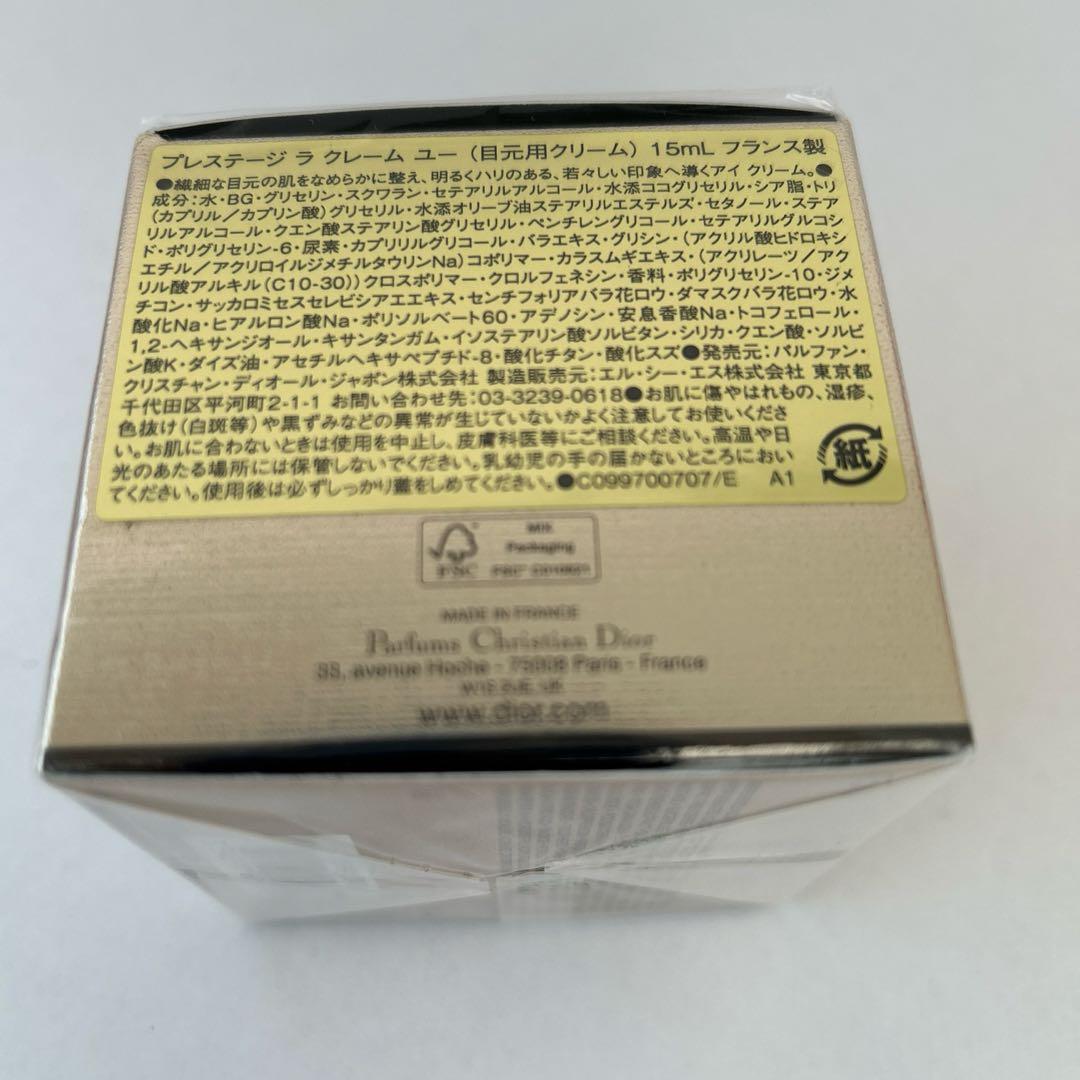 プレステージ ラ クレーム ユー（目元用クリーム）15mL フランス製
●繊細な目元の肌をなめらかに整え、明るくハリのある、若々しい印象へ導くアイ クリーム。●
成分：水・BG・グリセリン・スクワラン・セテアリルアルコール・水添ココグリセリル・シア脂・トリ
（カプリル／カプリン酸）グリセリル・水添オリーブ油ステアリルエステルズ・セタノール・ステア
リルアルコール・クエン酸ステアリン酸グリセリル・ペンチレングリコール・セテアリルグルコシ
ド・ポリグリセリン-6・尿素・カプリリルグリコール・バラエキス・グリシン・（アクリル酸ヒドロキシ
エチル／アクリロイルジメチルタウリンNa）コポリマー・カラスムギエキス・（アクリレーツ／アク
リル酸アルキル（C10-30））クロスポリマー・クロルフェネシン・香料・ポリグリセリン-10・ジメ
チコン・サッカロミセスセレビシアエエキス・センチフォリアバラ花ロウ・ダマスクバラ花ロウ・水
酸化Na・ヒアルロン酸Na・ポリソルベート60・アデノシン・安息香酸Na・トコフェロール・
1,2-ヘキサンジオール・キサンタンガム・イソステアリン酸ソルビタン・シリカ・クエン酸・ソルビ
ン酸K・ダイズ油・アセチルヘキサペプチド-8・酸化チタン・酸化スズ●発売元：パルファン・
クリスチャン・ディオール・ジャポン株式会社 製造販売元：エル・シー・エス株式会社 東京都
千代田区平河町2-1-1 お問い合わせ先：03-3239-0618●お肌に傷やはれもの、湿疹、
色抜け（白斑等）や黒ずみなどの異常が生じていないかよく注意してお使いくださ
い。お肌に合わないときは使用を中止し、皮膚科医等にご相談ください。高温や日
光のあたる場所には保管しないでください。乳幼児の手の届かないところにおい
てください。使用後は必ずしっかり蓋をしめてください。●C099700707/E A1
紙
FSC
MIX
Packaging
MADE IN FRANCE
Parfums Christian Dior
33, avenue Hoche - 75008 Paris - France
www.dior.com